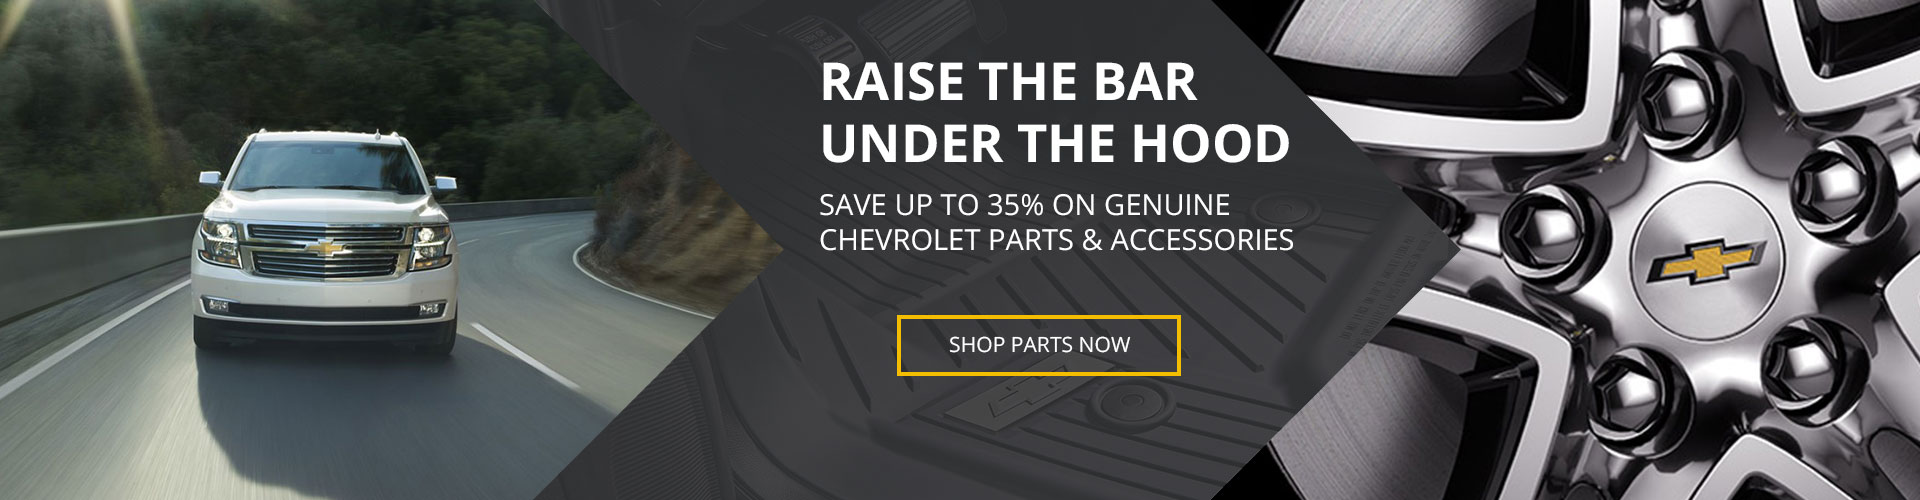 RAISE THE BAR
UNDER THE HOOD
SAVE UP TO 35% ON GENUINE
CHEVROLET PARTS & ACCESSORIES
SHOP PARTS NOW